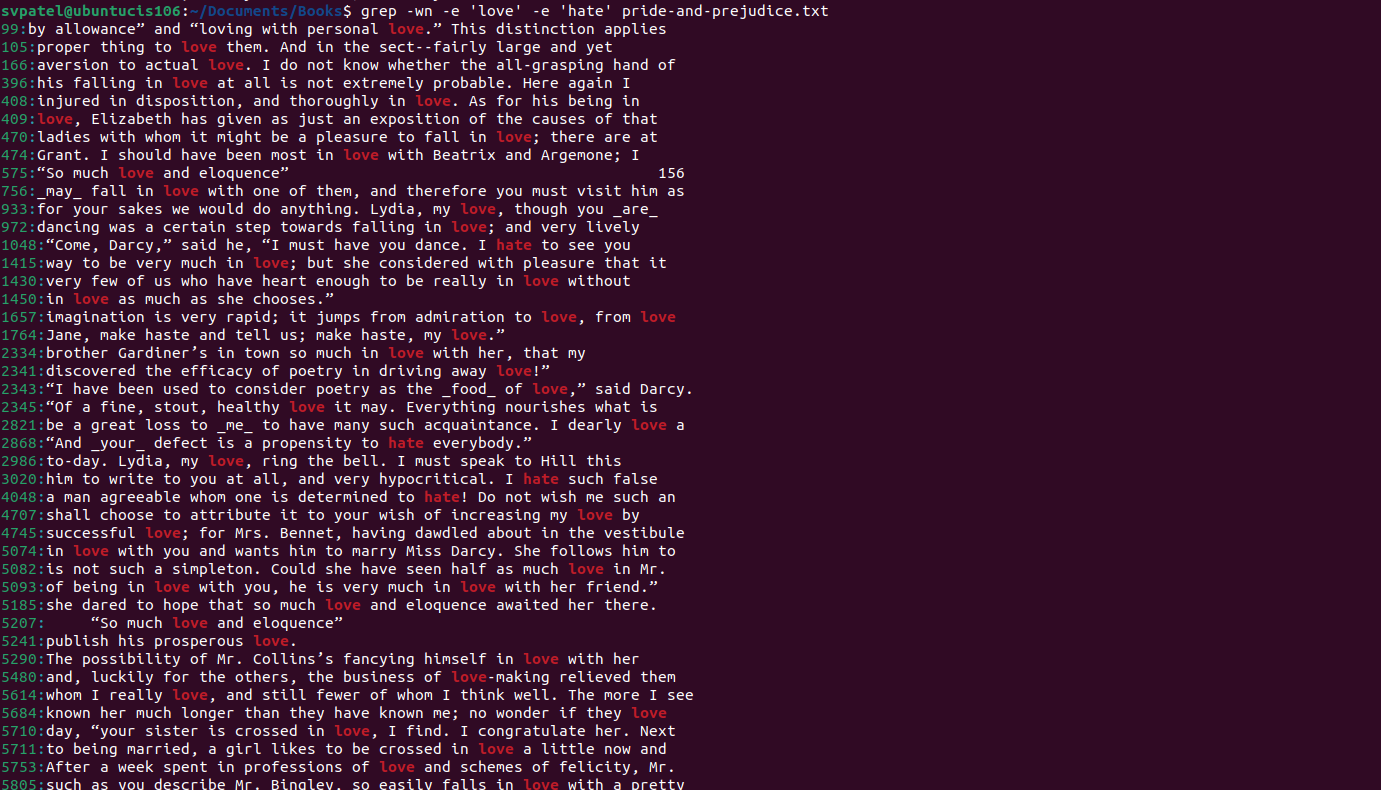 svpatel@ubuntucis106:~/Documents/Books$ grep -wn -e 'love' -e 'hate' pride-and-prejudice.txt
99:by allowance” and “loving with personal love.” This distinction applies
105:proper thing to love them. And in the sect--fairly large and yet
166:aversion to actual love. I do not know whether the all-grasping hand of
396:his falling in love at all is not extremely probable. Here again I
408:injured in disposition, and thoroughly in love. As for his being in
409:love, Elizabeth has given as just an exposition of the causes of that
470:ladies with whom it might be a pleasure to fall in love; there are at
474:Grant. I should have been most in love with Beatrix and Argemone; I
575:“So much love and eloquence”                                         156
756:_may_ fall in love with one of them, and therefore you must visit him as
933:for your sakes we would do anything. Lydia, my love, though you _are_
972:dancing was a certain step towards falling in love; and very lively
1048:“Come, Darcy,” said he, “I must have you dance. I hate to see you
1415:way to be very much in love; but she considered with pleasure that it
1430:very few of us who have heart enough to be really in love without
1450:in love as much as she chooses.”
1657:imagination is very rapid; it jumps from admiration to love, from love
1764:Jane, make haste and tell us; make haste, my love.”
2334:brother Gardiner’s in town so much in love with her, that my
2341:discovered the efficacy of poetry in driving away love!”
2343:“I have been used to consider poetry as the _food_ of love,” said Darcy.
2345:“Of a fine, stout, healthy love it may. Everything nourishes what is
2821:be a great loss to _me_ to have many such acquaintance. I dearly love a
2868:“And _your_ defect is a propensity to hate everybody.”
2986:to-day. Lydia, my love, ring the bell. I must speak to Hill this
3020:him to write to you at all, and very hypocritical. I hate such false
4048:a man agreeable whom one is determined to hate! Do not wish me such an
4707:shall choose to attribute it to your wish of increasing my love by
4745:successful love; for Mrs. Bennet, having dawdled about in the vestibule
5074:in love with you and wants him to marry Miss Darcy. She follows him to
5082:is not such a simpleton. Could she have seen half as much love in Mr.
5093:of being in love with you, he is very much in love with her friend.”
5185:she dared to hope that so much love and eloquence awaited her there.
5207:     “So much love and eloquence”
5241:publish his prosperous love.
5290:The possibility of Mr. Collins’s fancying himself in love with her
5480:and, luckily for the others, the business of love-making relieved them
5614:whom I really love, and still fewer of whom I think well. The more I see
5684:known her much longer than they have known me; no wonder if they love
5710:day, “your sister is crossed in love, I find. I congratulate her. Next
5711:to being married, a girl likes to be crossed in love a little now and
5753:After a week spent in professions of love and schemes of felicity, Mr.
5805:such as you describe Mr. Bingley, so easily falls in love with a pretty